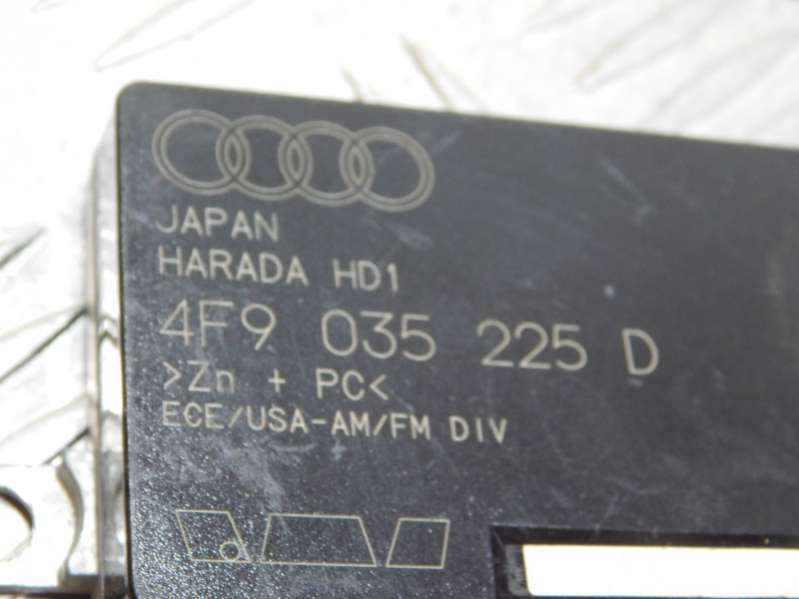 JAPAN
HARADA HD1
4F9 035 225 D
>Zn + PC<
ECE/USA-AM/FM DIV